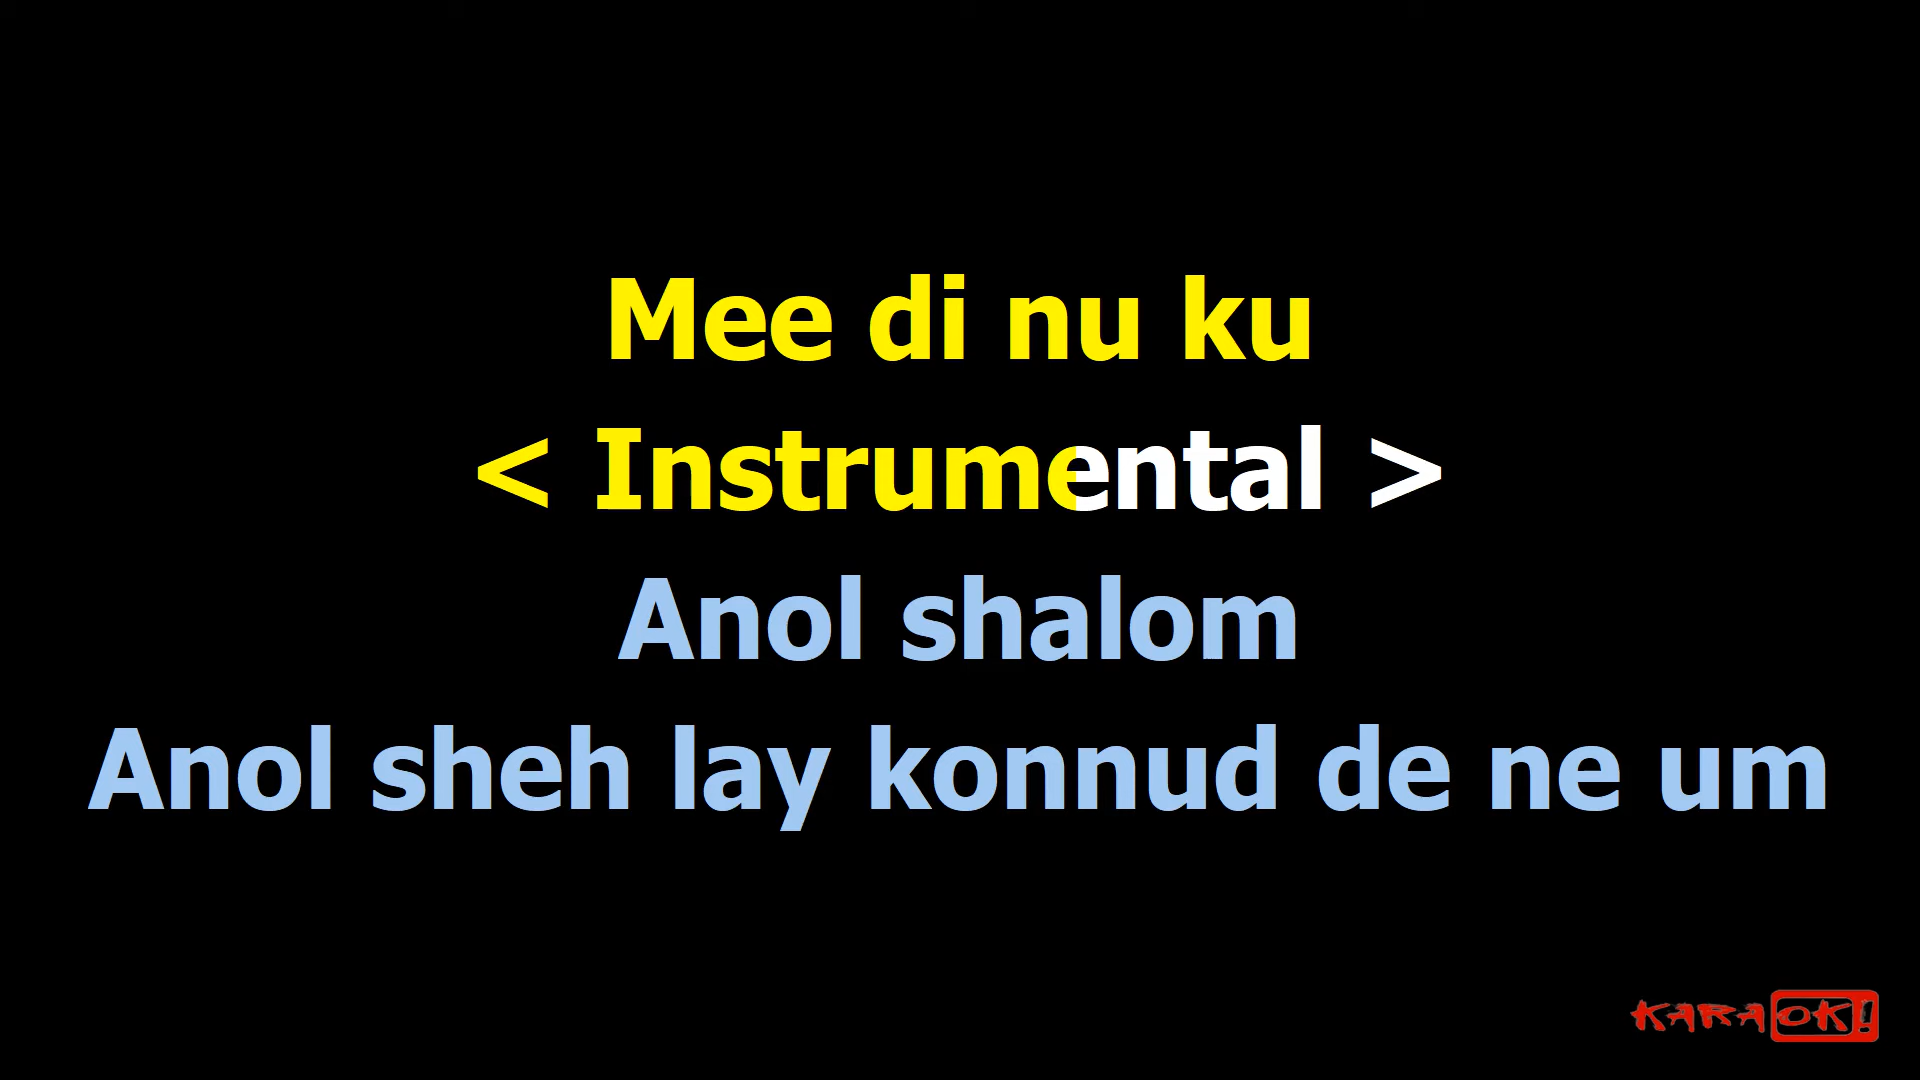 Mee di nu ku
< Instrumental >
Anol shalom
Anol sheh lay konnud de ne um
KARAOK!